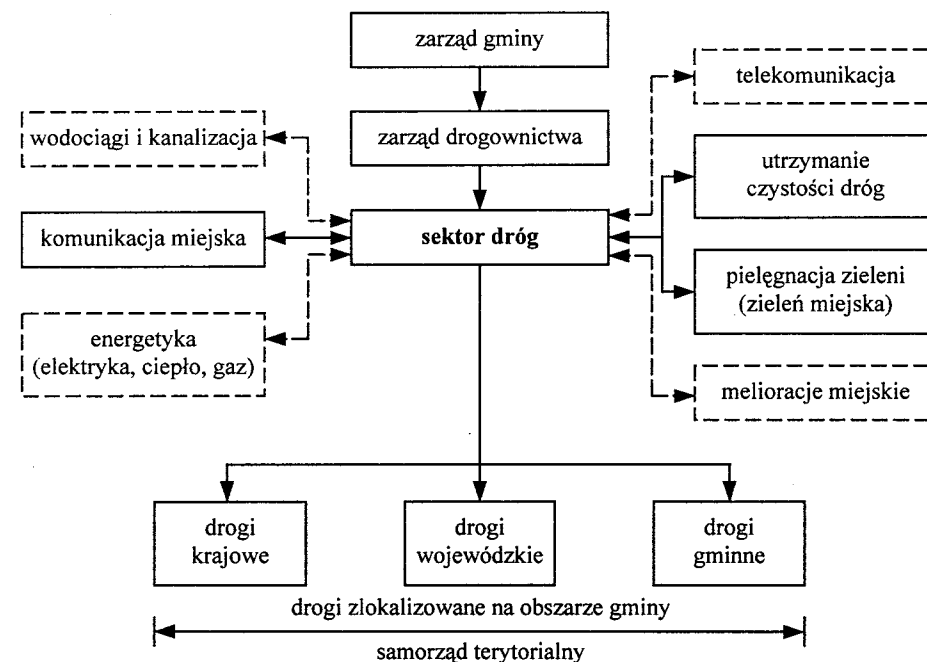 zarząd gminy
telekomunikacja
wodociągi i kanalizacja
zarząd drogownictwa
utrzymanie
czystości dróg
komunikacja miejska
sektor dróg
pielęgnacja zieleni
(zieleń miejska)
energetyka
(elektryka, ciepło, gaz)
melioracje miejskie
drogi
krajowe
drogi
wojewódzkie
drogi
gminne
drogi zlokalizowane na obszarze gminy
samorząd terytorialny